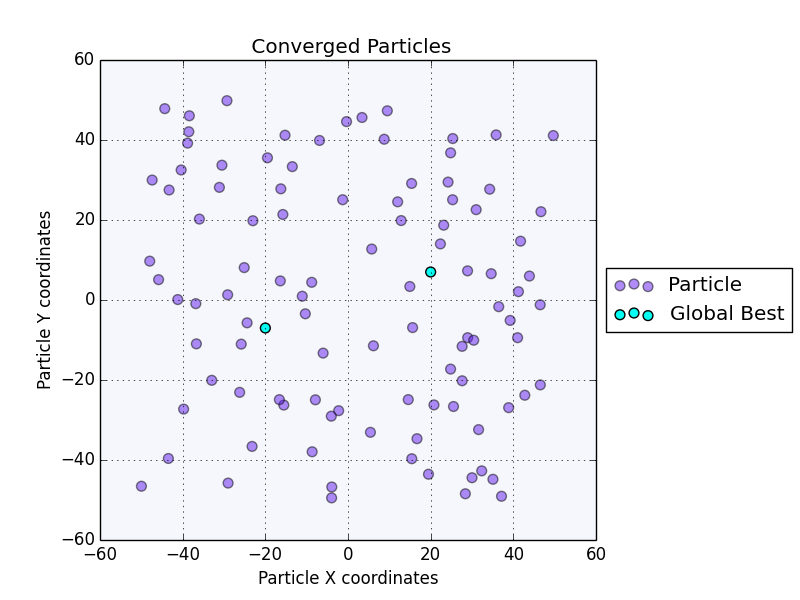 Converged Particles
60
40
20
0
−20
−40
−60
−60 −40 −20 0 20 40 60
Particle X coordinates
Particle Y coordinates
Particle
Global Best